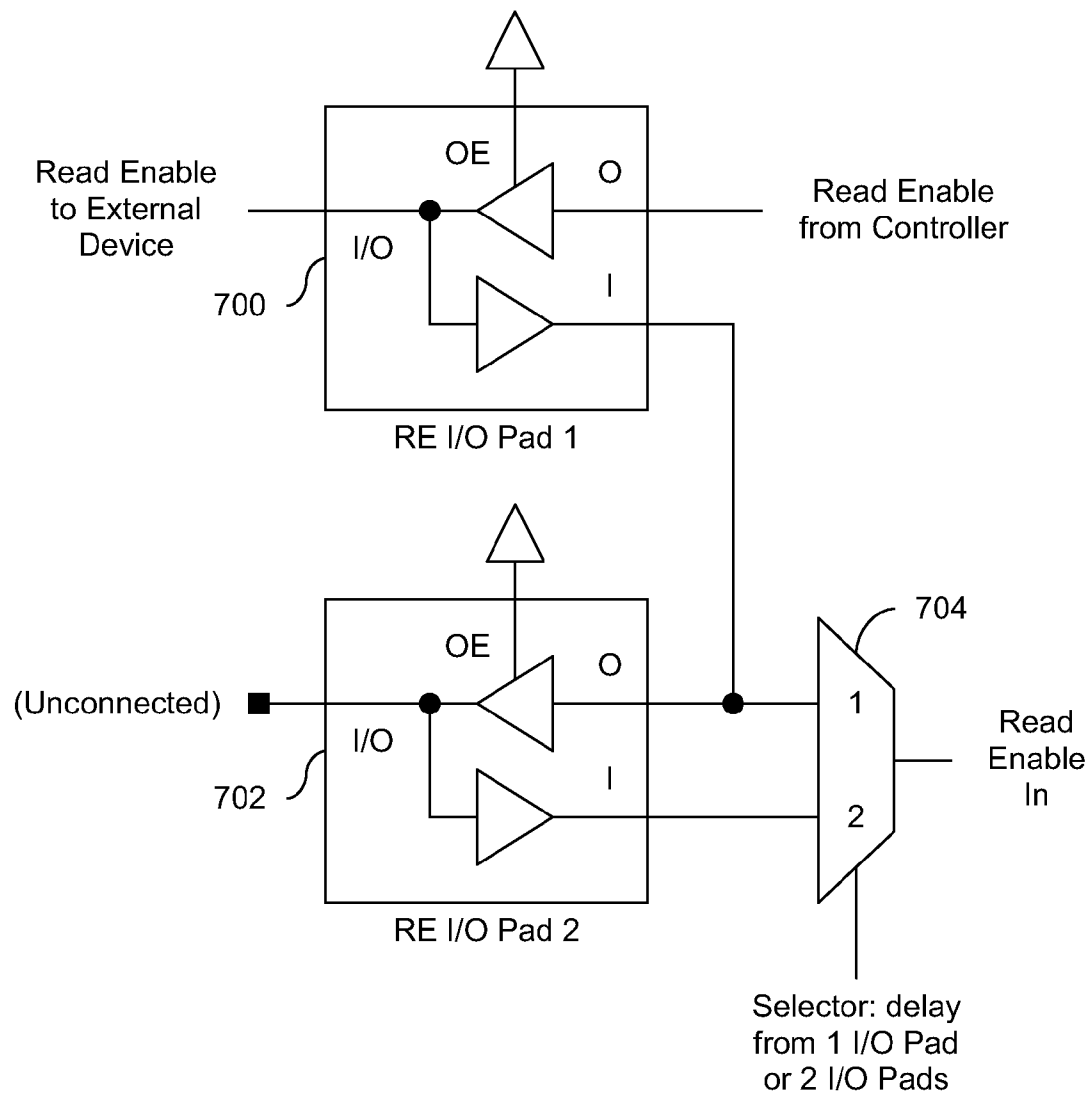 OE
O
Read Enable
to External
Device
Read Enable
from Controller
I/O
I
700
RE I/O Pad 1
704
OE
O
(Unconnected)
1
I/O
Read
Enable
In
I
702
2
RE I/O Pad 2
Selector: delay
from 1 I/O Pad
or 2 I/O Pads